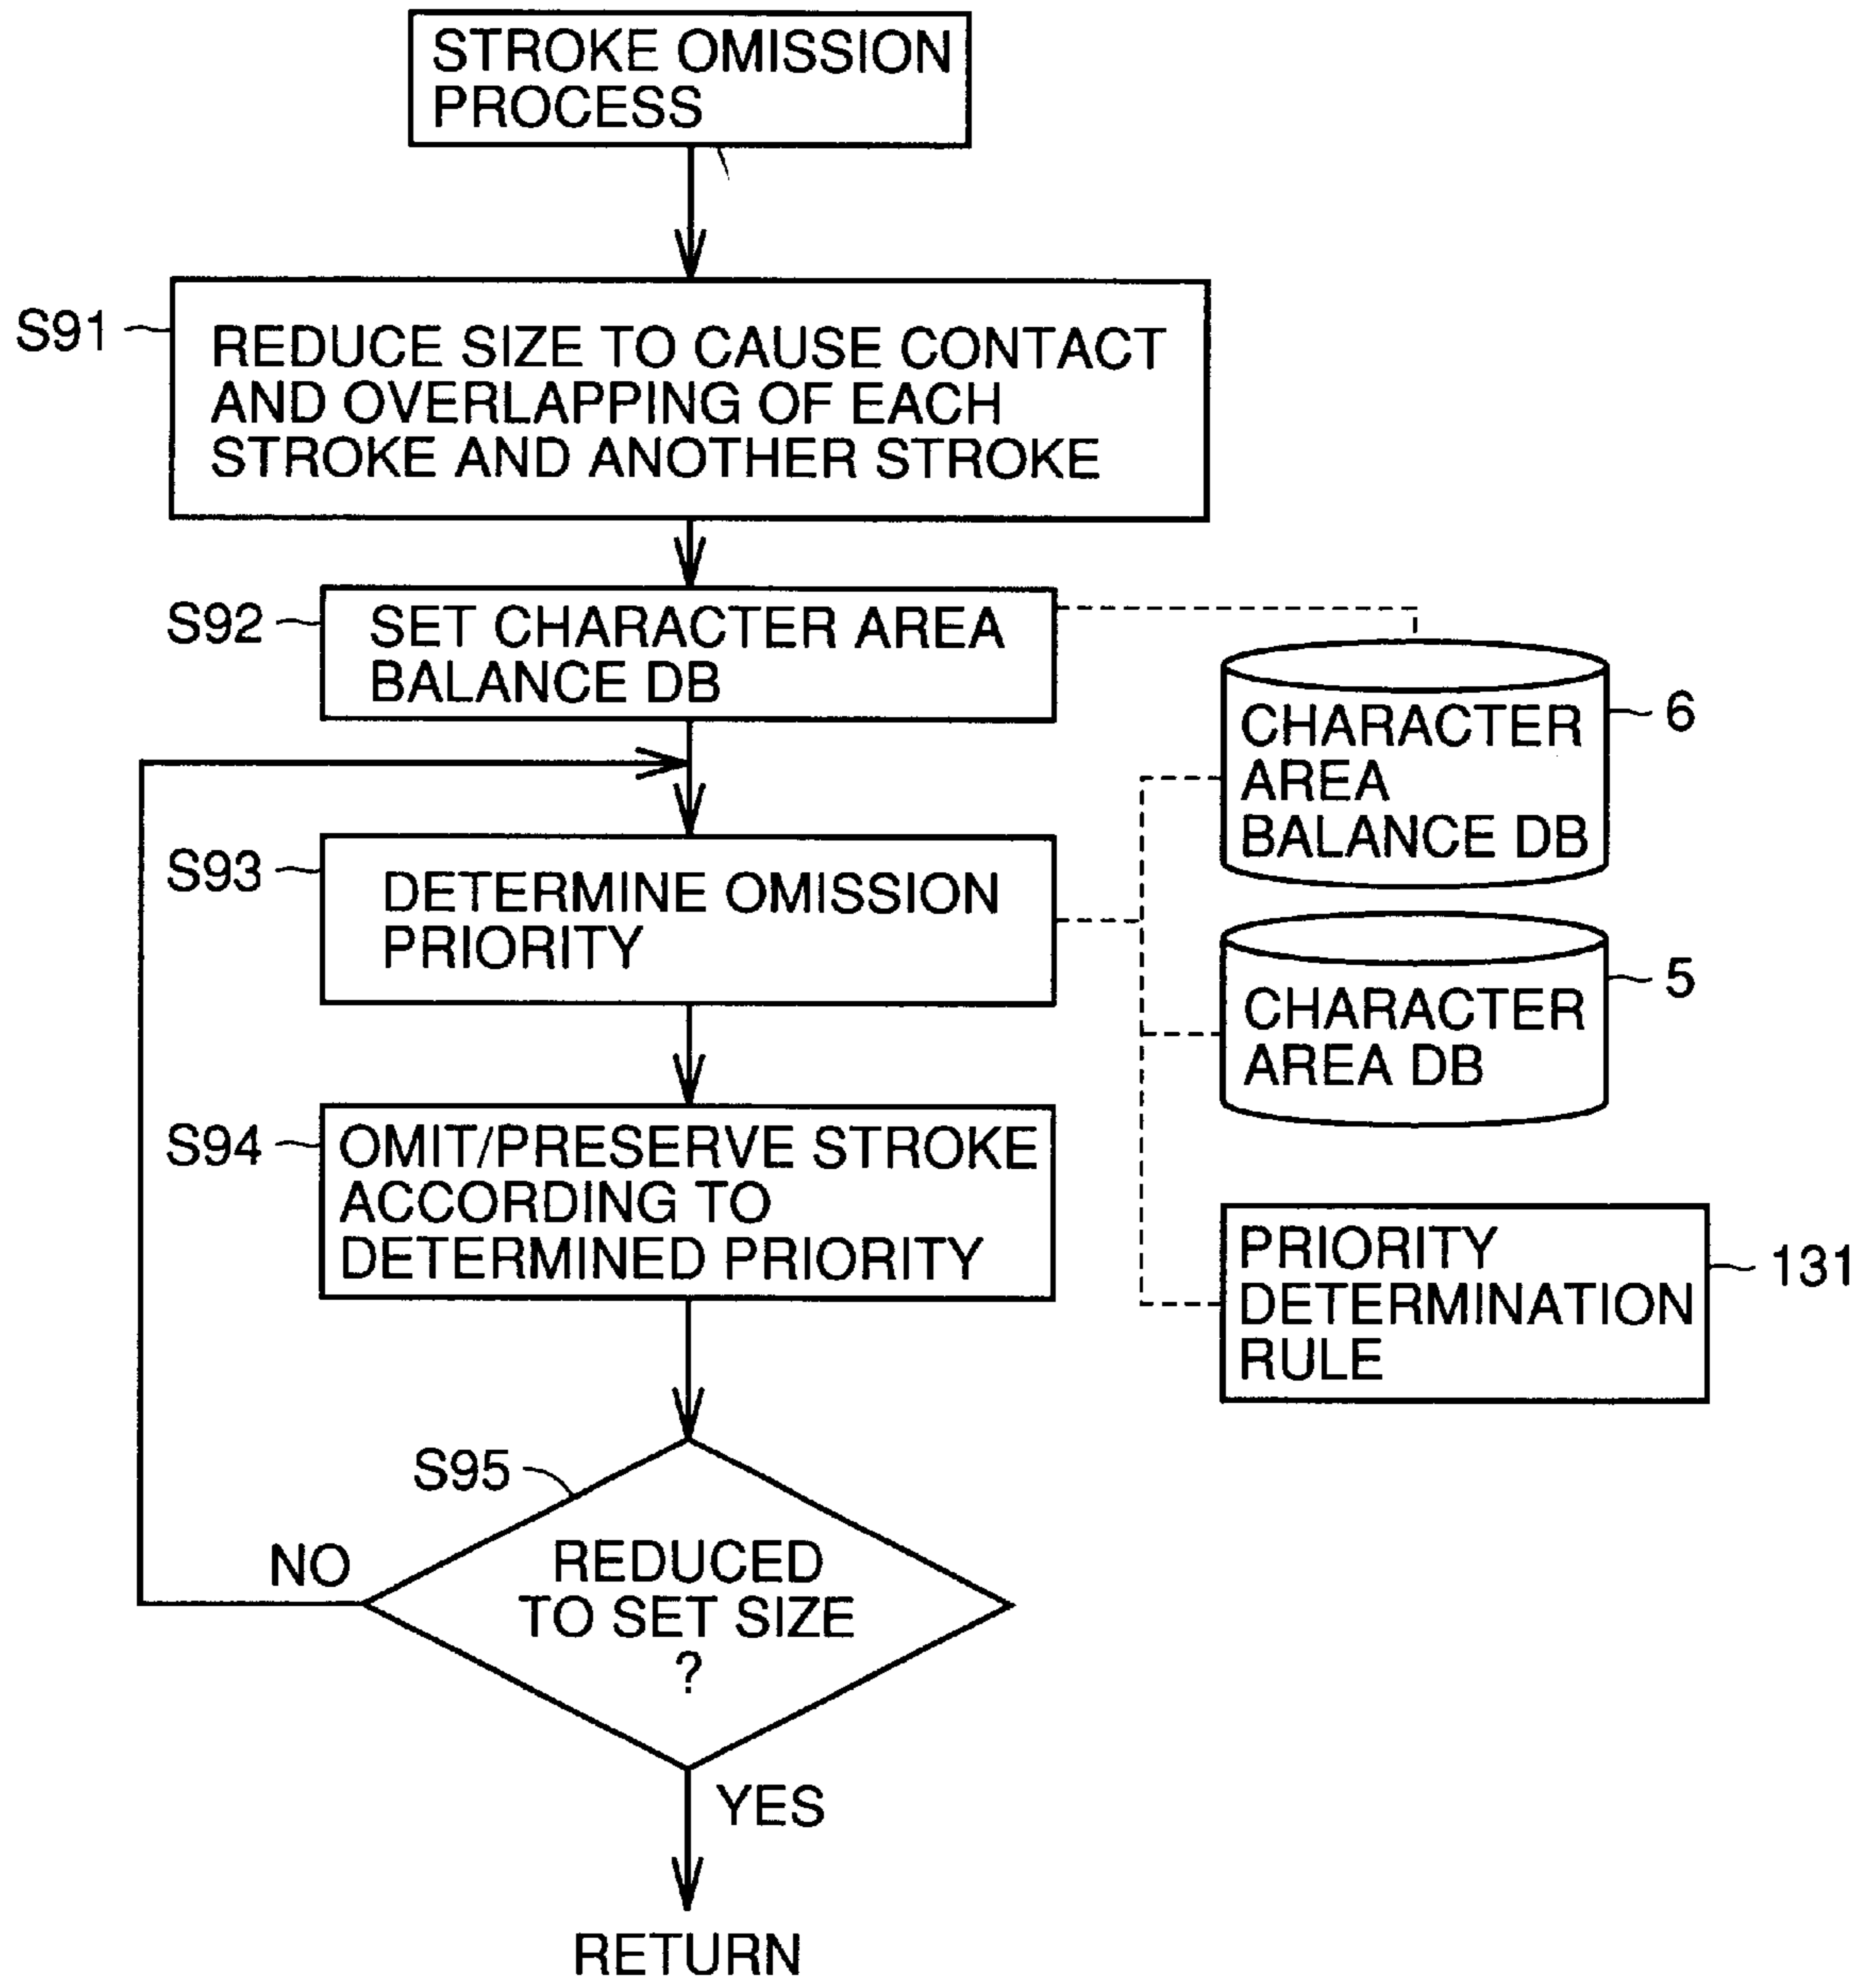 STROKE OMISSION
PROCESS
S91
REDUCE SIZE TO CAUSE CONTACT
AND OVERLAPPING OF EACH
STROKE AND ANOTHER STROKE
S92
SET CHARACTER AREA
BALANCE DB
6
CHARACTER
AREA
BALANCE DB
S93
DETERMINE OMISSION
PRIORITY
5
CHARACTER
AREA DB
S94
OMIT/PRESERVE STROKE
ACCORDING TO
DETERMINED PRIORITY
131
PRIORITY
DETERMINATION
RULE
S95
NO
REDUCED
TO SET SIZE
?
YES
RETURN